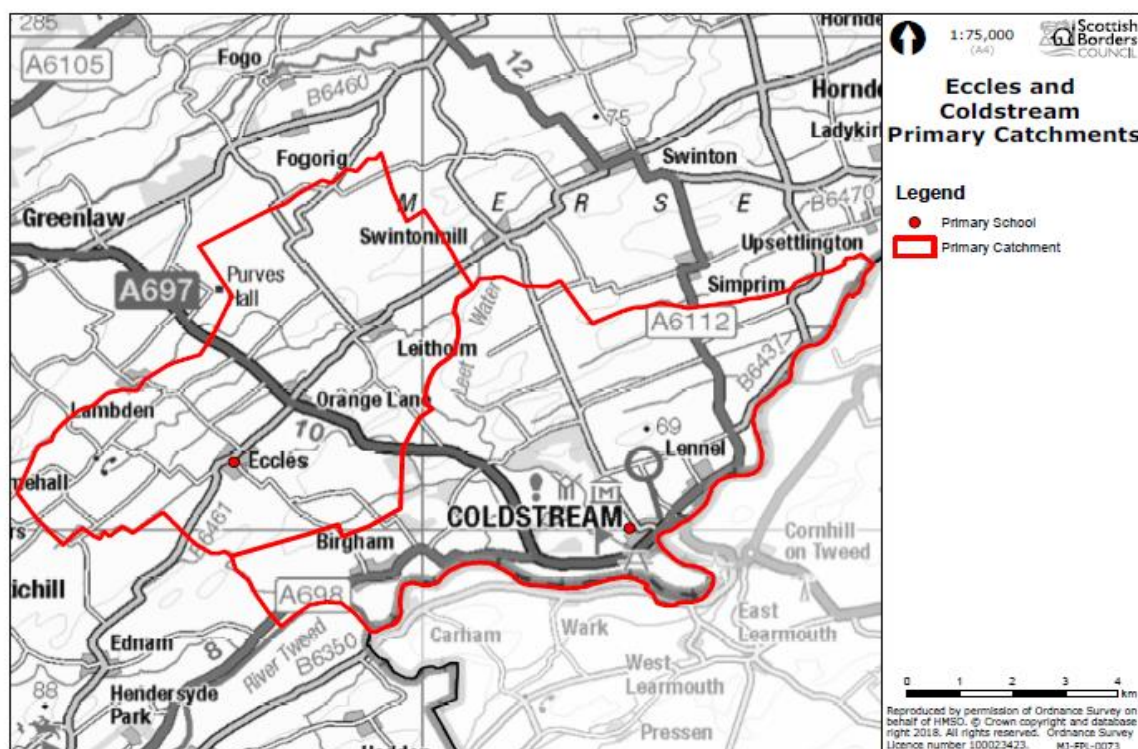 285
A6105
Fogo
B6460
12
Fogorig
75
Swinton
Ladykir
B6470
M E R S E
Greenlaw
Swintonmill
Upsettlington
Purves
Hall
A697
Simprim
A6112
Leet Water
Leitholm
B6437
Lambden
Orange Lane
10
69
Lennel
Eccles
COLDSTREAM
B6461
Birgham
Cornhill
on Tweed
A698
Ednam
8
River Tweed
B6350
Carham
Wark
East
Learmouth
West
Learmouth
88
Hendersyde
Park
Pressen
1:75,000
(A4)
Scottish
Borders
COUNCIL
Eccles and
Coldstream
Primary Catchments
Legend
Primary School
Primary Catchment
0 1 2 3 4
km
Reproduced by permission of Ordnance Survey on
behalf of HMSO. © Crown copyright and database
right 2018. All rights reserved. Ordnance Survey
Licence number 100023423. MJ-EPL-0073